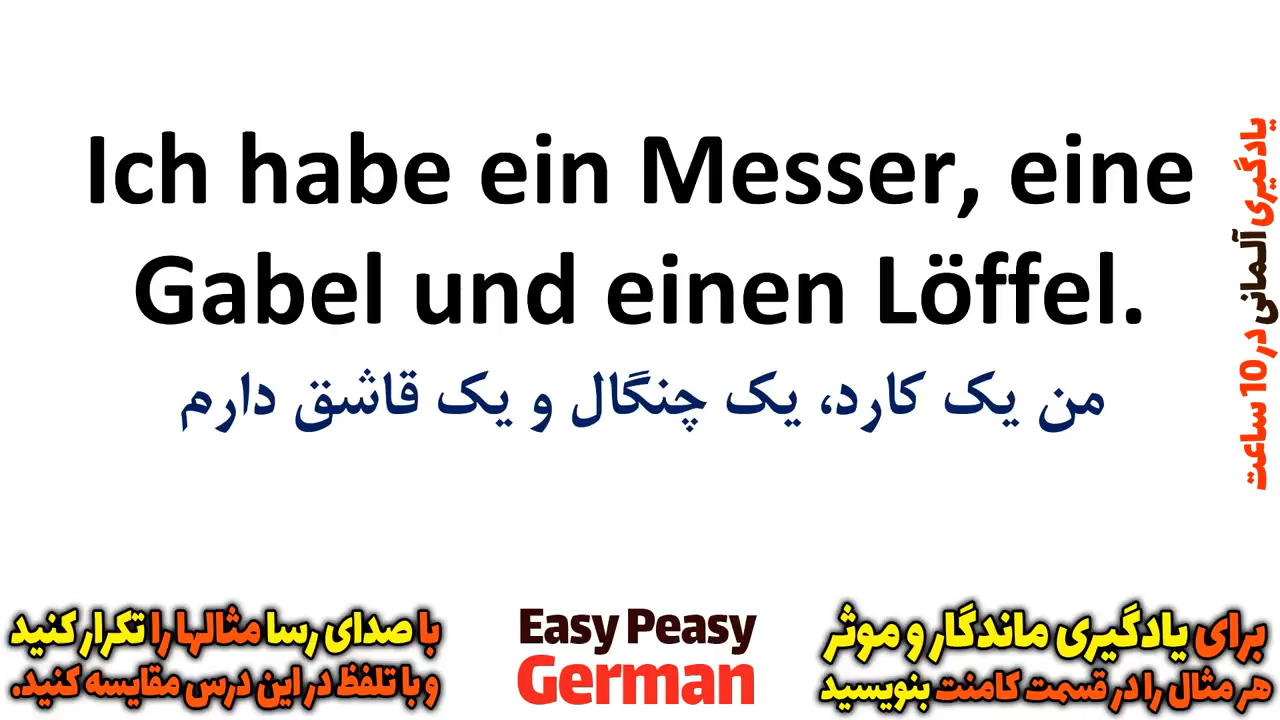 Ich habe ein Messer, eine
Gabel und einen Löffel.
من یک کارد، یک چنگال و یک قاشق دارم
یادگیری آلمانی در 10 ساعت
با صدای رسا مثالها را تکرار کنید
و با تلفظ در این درس مقایسه کنید.
Easy Peasy
German
برای یادگیری ماندگار و موثر
هر مثال را در قسمت کامنت بنویسید